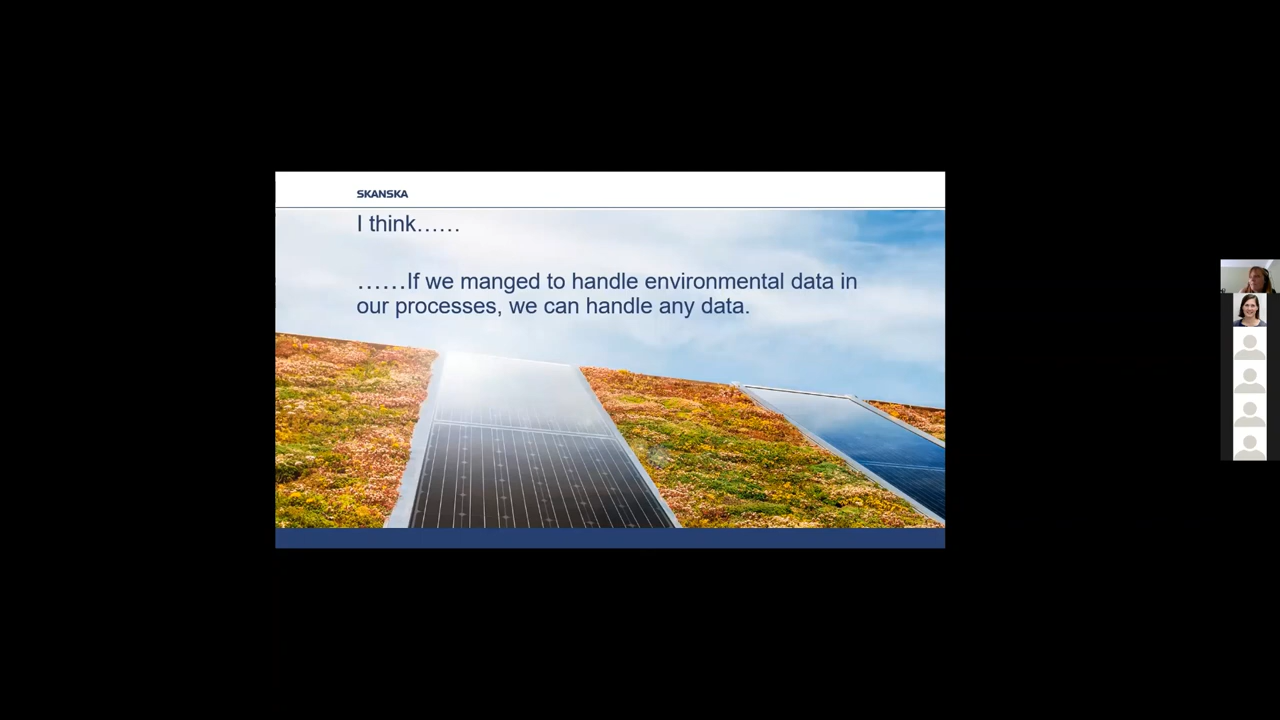 SKANSKA
I think……
……If we manged to handle environmental data in
our processes, we can handle any data.